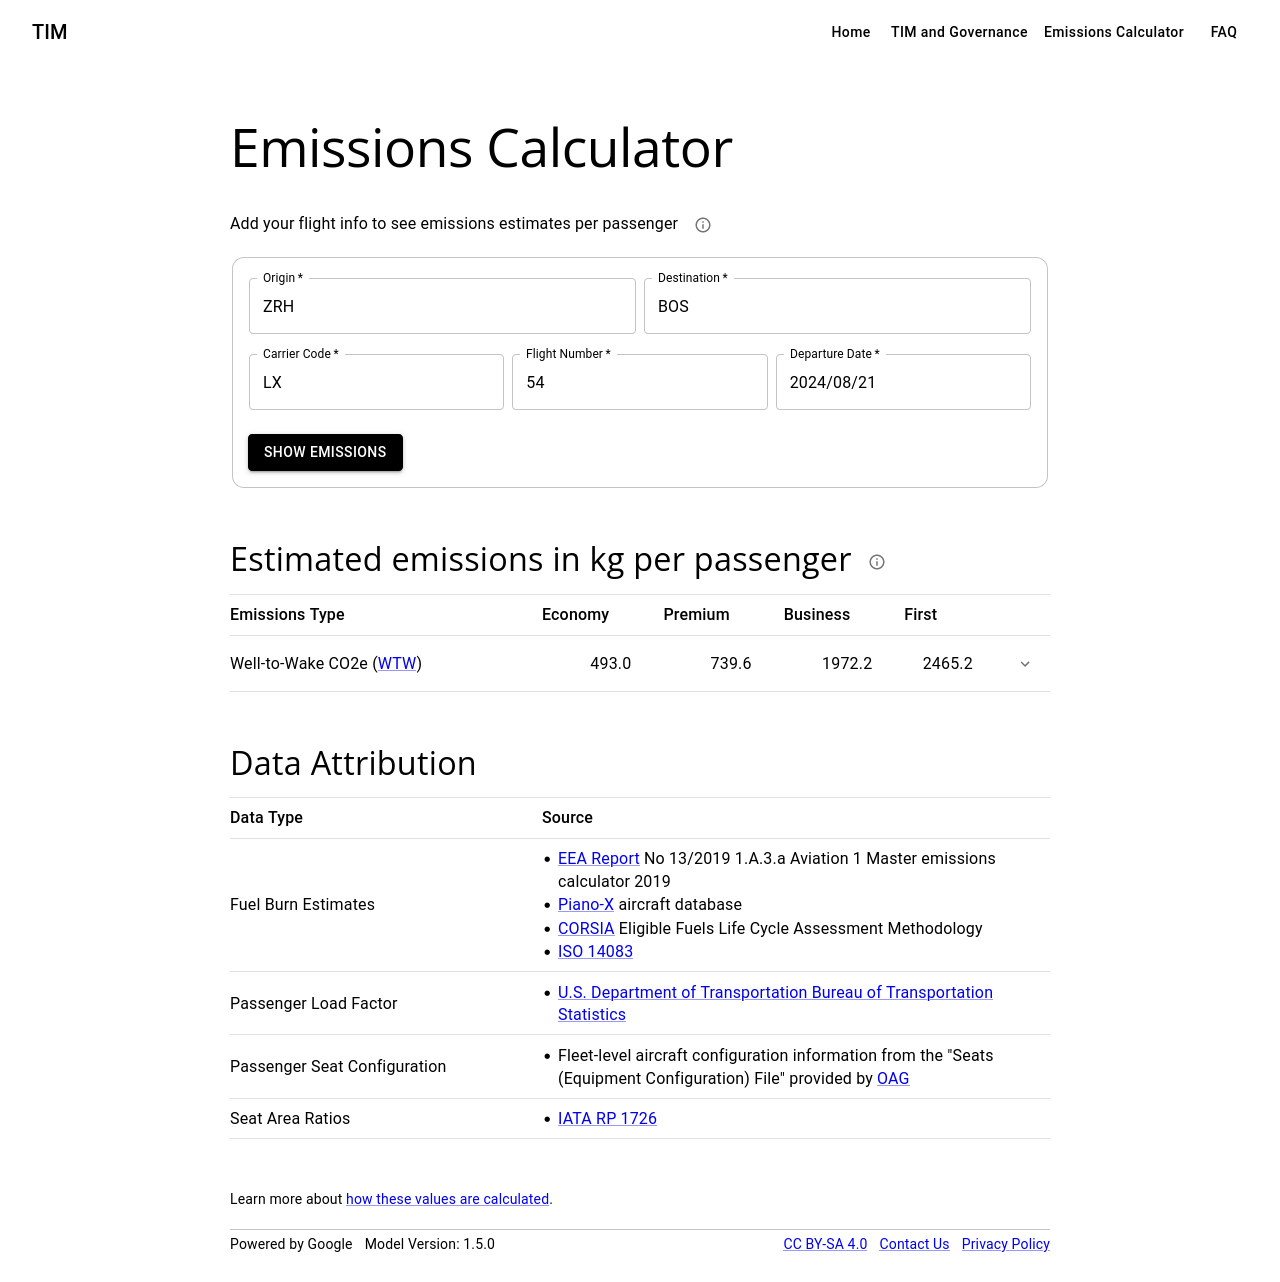 TIM
Home TIM and Governance Emissions Calculator FAQ
Emissions Calculator
Add your flight info to see emissions estimates per passenger
Origin * Destination *
ZRH BOS
Carrier Code * Flight Number * Departure Date *
LX 54 2024/08/21
SHOW EMISSIONS
Estimated emissions in kg per passenger
Emissions Type Economy Premium Business First
Well-to-Wake CO2e (WTW) 493.0 739.6 1972.2 2465.2
Data Attribution
Data Type Source
Fuel Burn Estimates
• EEA Report No 13/2019 1.A.3.a Aviation 1 Master emissions
calculator 2019
• Piano-X aircraft database
• CORSIA Eligible Fuels Life Cycle Assessment Methodology
• ISO 14083
Passenger Load Factor
• U.S. Department of Transportation Bureau of Transportation
Statistics
Passenger Seat Configuration
• Fleet-level aircraft configuration information from the "Seats
(Equipment Configuration) File" provided by OAG
Seat Area Ratios
• IATA RP 1726
Learn more about how these values are calculated.
Powered by Google Model Version: 1.5.0 CC BY-SA 4.0 Contact Us Privacy Policy